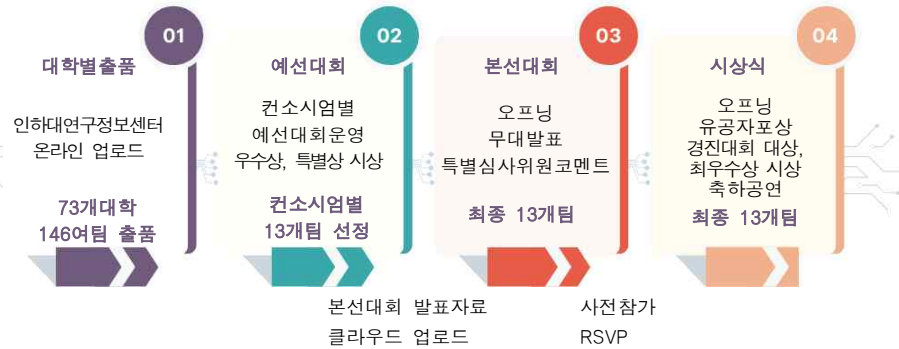 01
대학별출품
인하대연구정보센터
온라인 업로드
73개대학
146여팀 출품
02
예선대회
컨소시엄별
예선대회운영
우수상, 특별상 시상
컨소시엄별
13개팀 선정
03
본선대회
오프닝
무대발표
특별심사위원코멘트
최종 13개팀
04
시상식
오프닝
유공자포상
경진대회 대상,
최우수상 시상
축하공연
최종 13개팀
본선대회 발표자료
클라우드 업로드
사전참가
RSVP